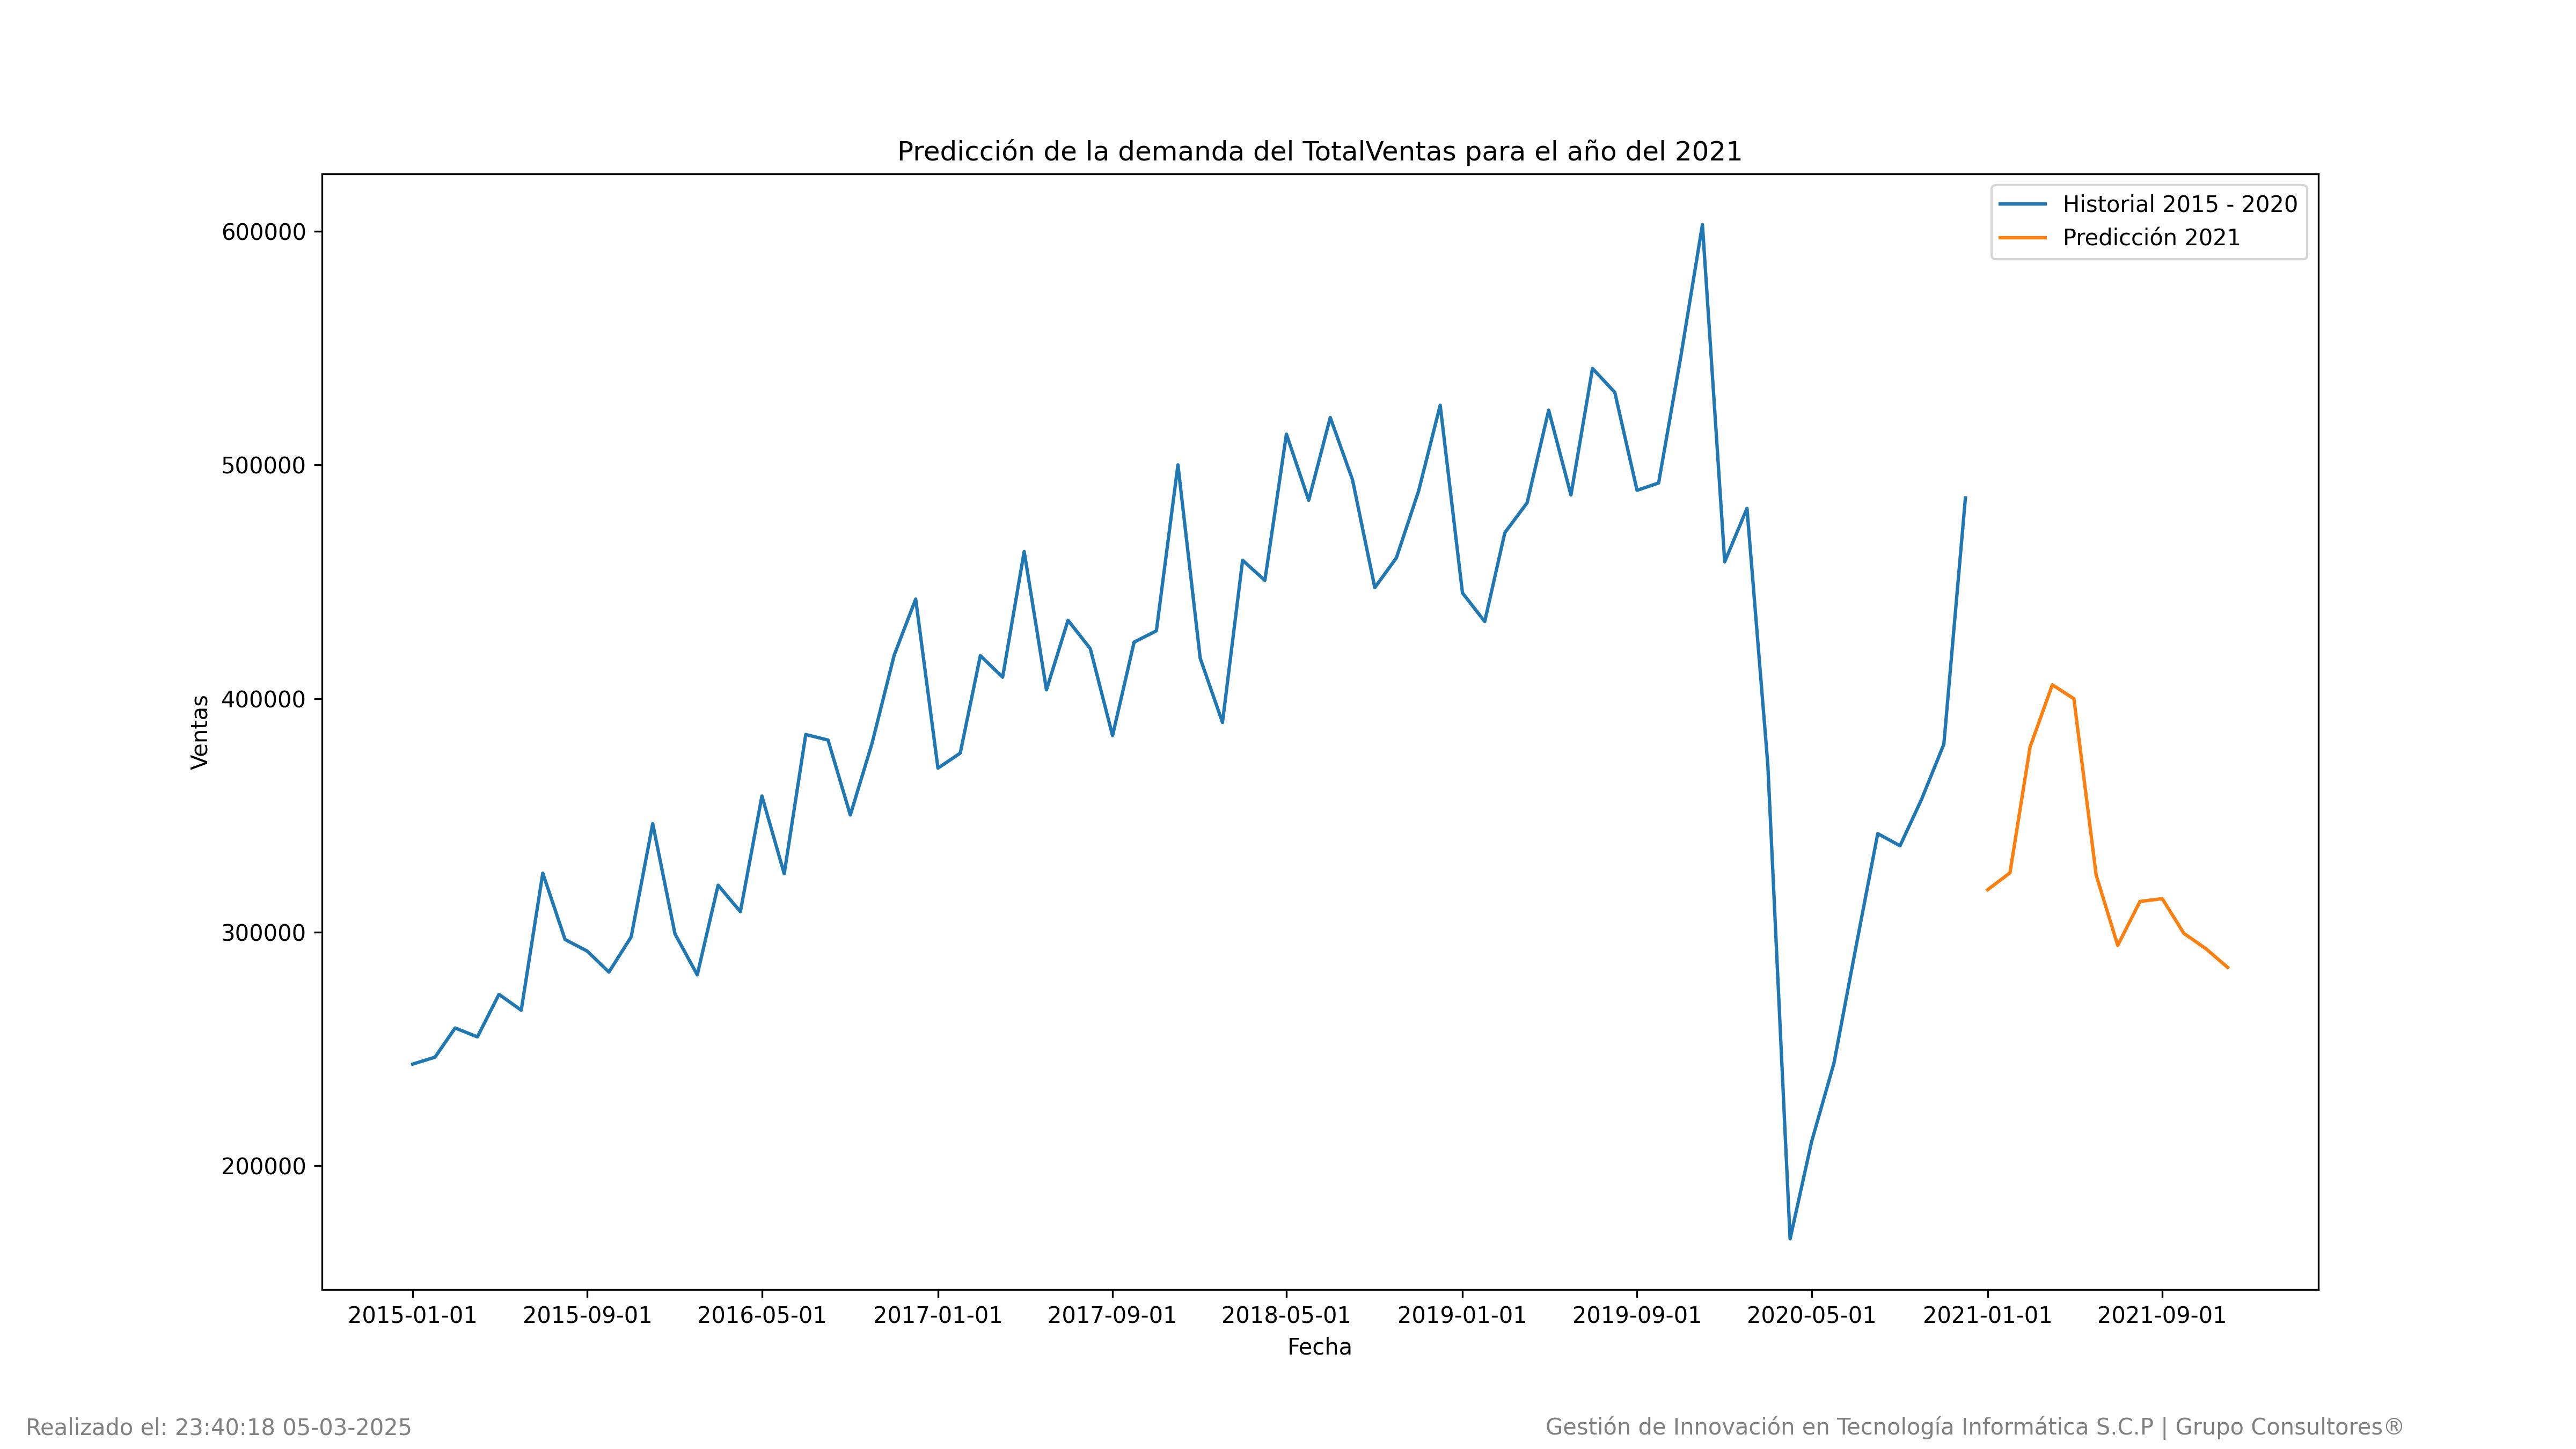 Predicción de la demanda del TotalVentas para el año del 2021
Historial 2015 - 2020
Predicción 2021
600000
500000
400000
300000
200000
Ventas
2015-01-01 2015-09-01 2016-05-01 2017-01-01 2017-09-01 2018-05-01 2019-01-01 2019-09-01 2020-05-01 2021-01-01 2021-09-01
Fecha
Realizado el: 23:40:18 05-03-2025
Gestión de Innovación en Tecnología Informática S.C.P | Grupo Consultores®